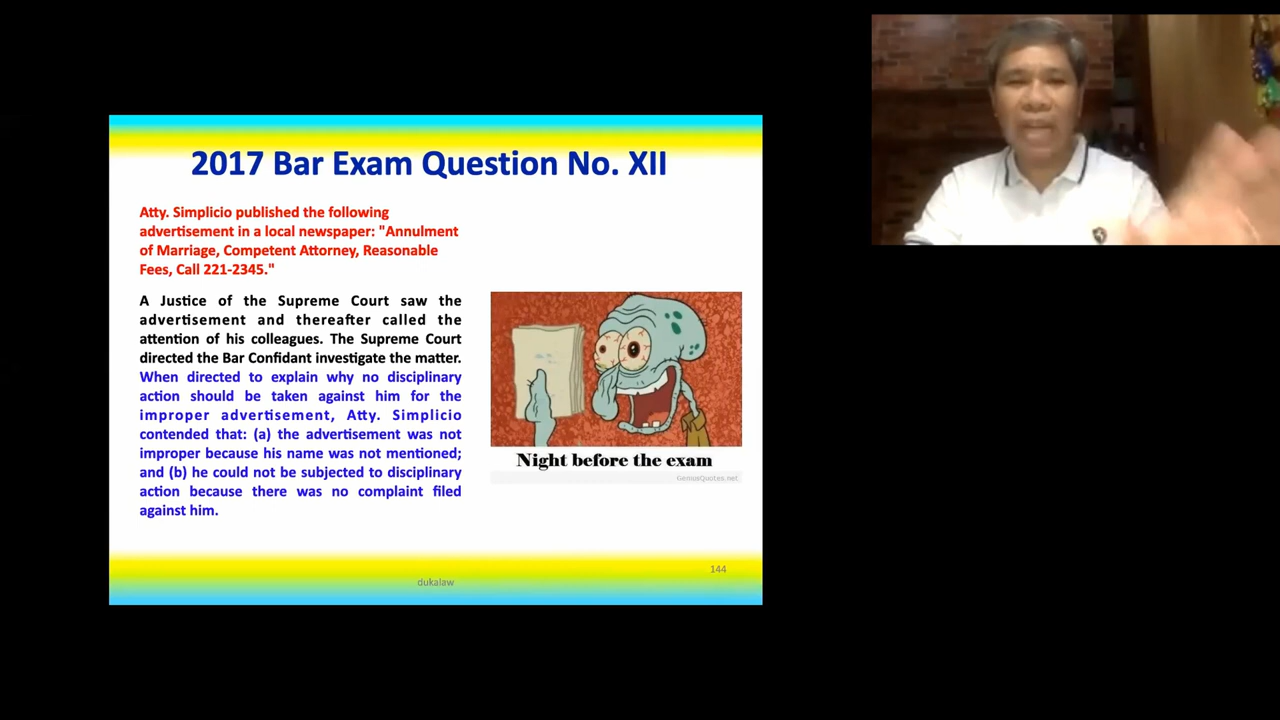 2017 Bar Exam Question No. XII
Atty. Simplicio published the following
advertisement in a local newspaper: "Annulment
of Marriage, Competent Attorney, Reasonable
Fees, Call 221-2345."
A Justice of the Supreme Court saw the
advertisement and thereafter called the
attention of his colleagues. The Supreme Court
directed the Bar Confidant investigate the matter.
When directed to explain why no disciplinary
action should be taken against him for the
improper advertisement, Atty. Simplicio
contended that: (a) the advertisement was not
improper because his name was not mentioned;
and (b) he could not be subjected to disciplinary
action because there was no complaint filed
against him.
Night before the exam
GeniusQuotes.net
144
dukalaw